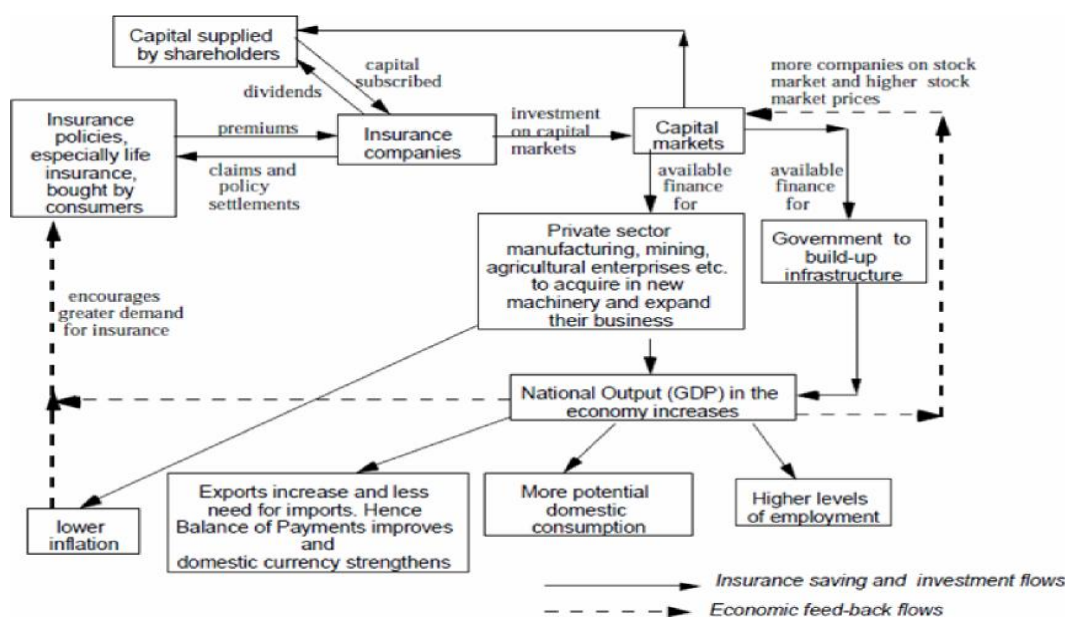 Capital supplied
by shareholders
capital
subscribed
dividends
more companies on stock
market and higher stock
market prices
Insurance
policies,
especially life
insurance,
bought by
consumers
premiums
claims and
policy
settlements
Insurance
companies
investment
on capital
markets
Capital
markets
available
finance
for
available
finance
for
Private sector
manufacturing, mining,
agricultural enterprises etc.
to acquire in new
machinery and expand
their business
Government to
build-up
infrastructure
encourages
greater demand
for insurance
National Output (GDP) in the
economy increases
lower
inflation
Exports increase and less
need for imports. Hence
Balance of Payments improves
and
domestic currency strengthens
More potential
domestic
consumption
Higher levels
of employment
Insurance saving and investment flows
Economic feed-back flows